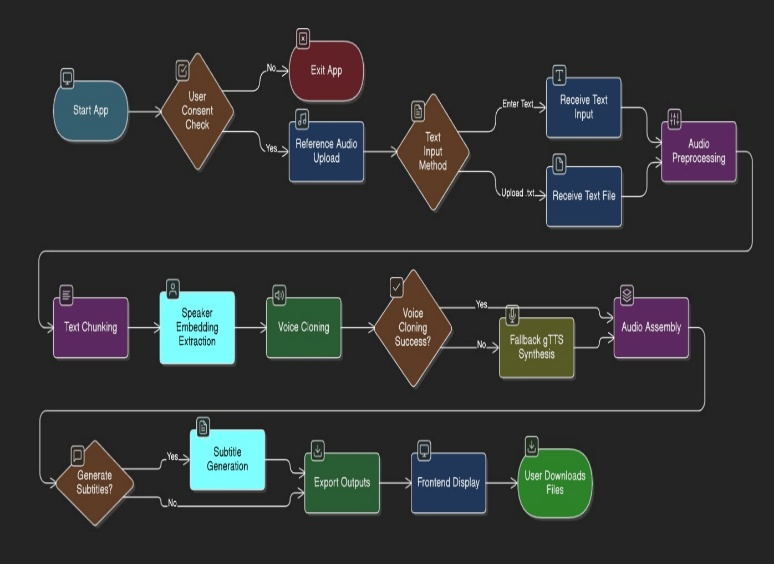 Start App
User
Consent
Check
No
Exit App
Yes
Reference Audio
Upload
Text
Input
Method
Enter Text
Receive Text
Input
Upload .txt
Receive Text File
Audio
Preprocessing
Text Chunking
Speaker
Embedding
Extraction
Voice Cloning
Voice
Cloning
Success?
Yes
No
Fallback gTTS
Synthesis
Audio Assembly
Generate
Subtitles?
Yes
Subtitle
Generation
No
Export Outputs
Frontend Display
User Downloads
Files